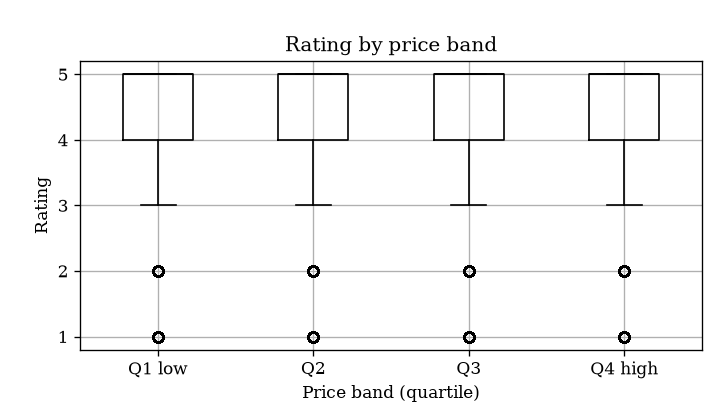 Rating by price band
5
4
3
2
1
Rating
Q1 low Q2 Q3 Q4 high
Price band (quartile)